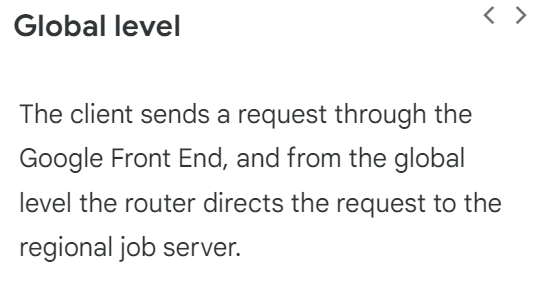 Global level
The client sends a request through the
Google Front End, and from the global
level the router directs the request to the
regional job server.